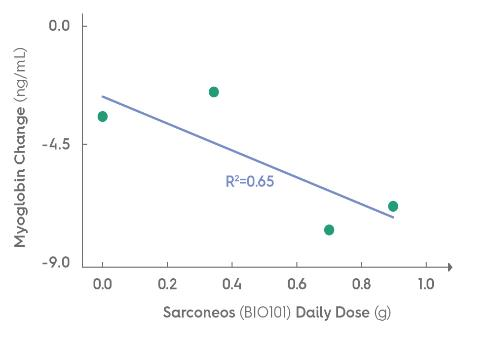 0.0
-4.5
-9.0
Myoglobin Change (ng/mL)
R²=0.65
0.0 0.2 0.4 0.6 0.8 1.0
Sarconeos (BIO101) Daily Dose (g)